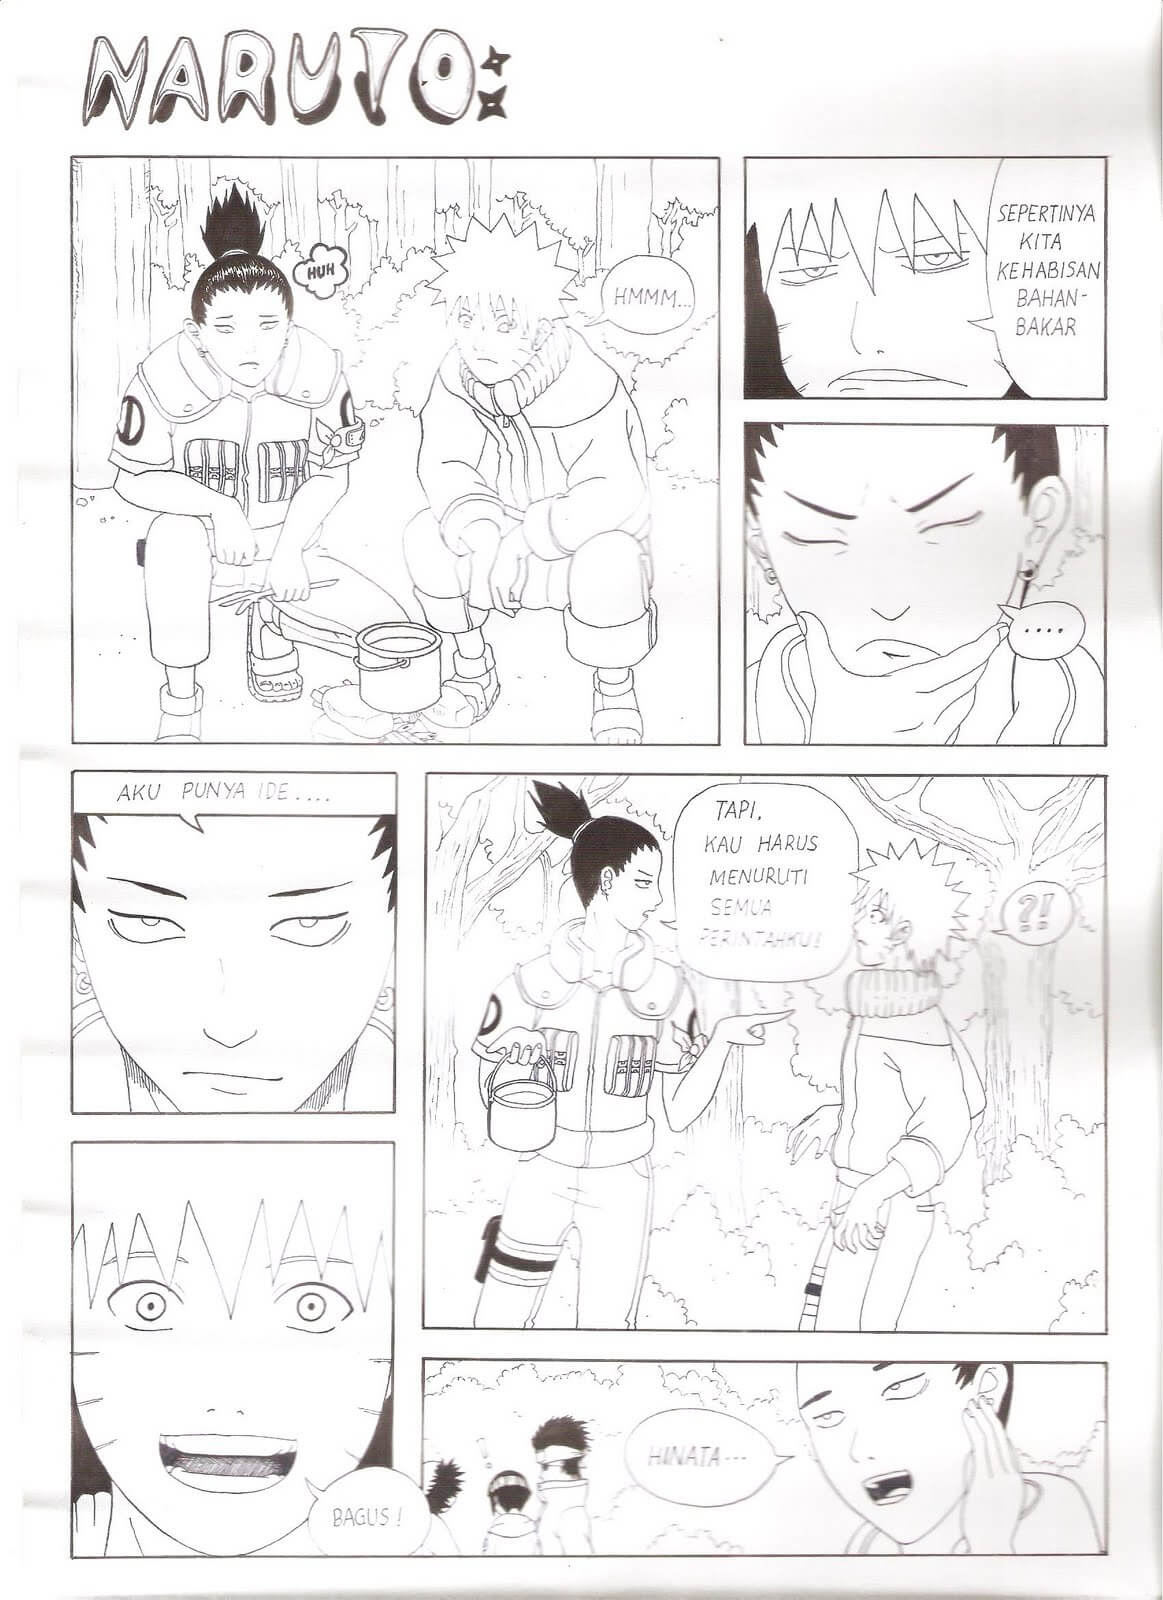 NARUTO:
HUH
HMMM...
SEPERTINYA
KITA
KEHABISAN
BAHAN-
BAKAR
....
AKU PUNYA IDE....
TAPI,
KAU HARUS
MENURUTI
SEMUA
PERINTAHKU!
?!
BAGUS!
!
HINATA---